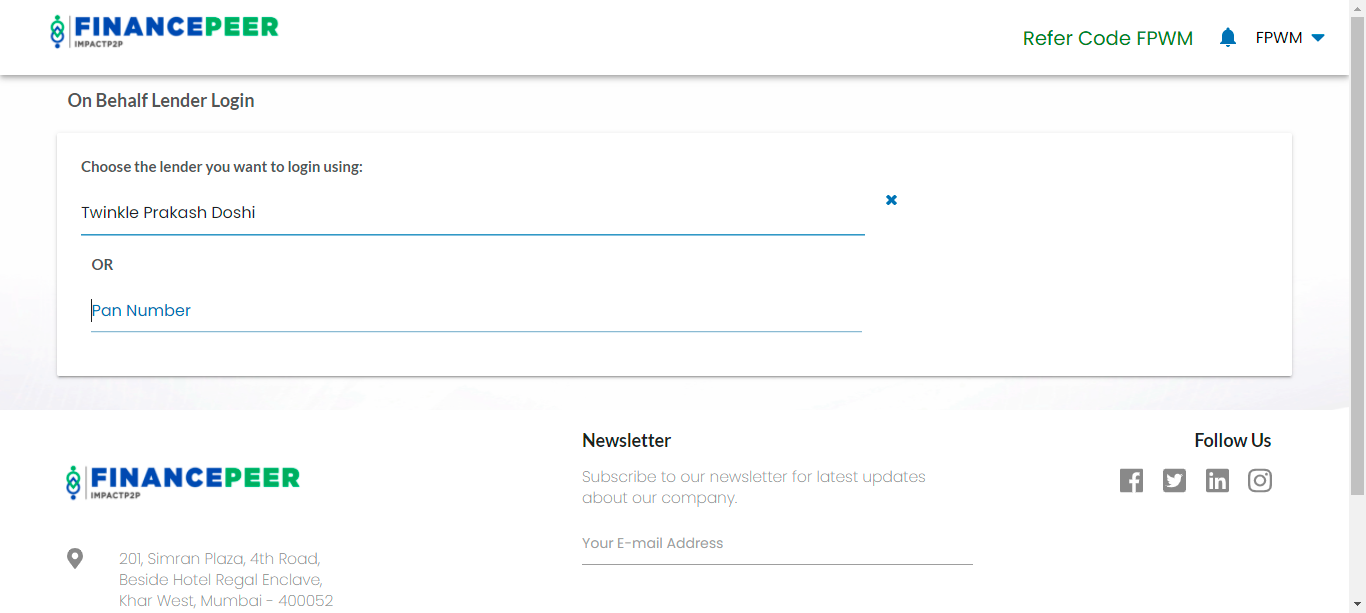 FINANCEPEER
IMPACTP2P
Refer Code FPWM
FPWM
On Behalf Lender Login
Choose the lender you want to login using:
Twinkle Prakash Doshi
OR
Pan Number
FINANCEPEER
IMPACTP2P
201, Simran Plaza, 4th Road,
Beside Hotel Regal Enclave,
Khar West, Mumbai - 400052
Newsletter
Subscribe to our newsletter for latest updates
about our company.
Your E-mail Address
Follow Us